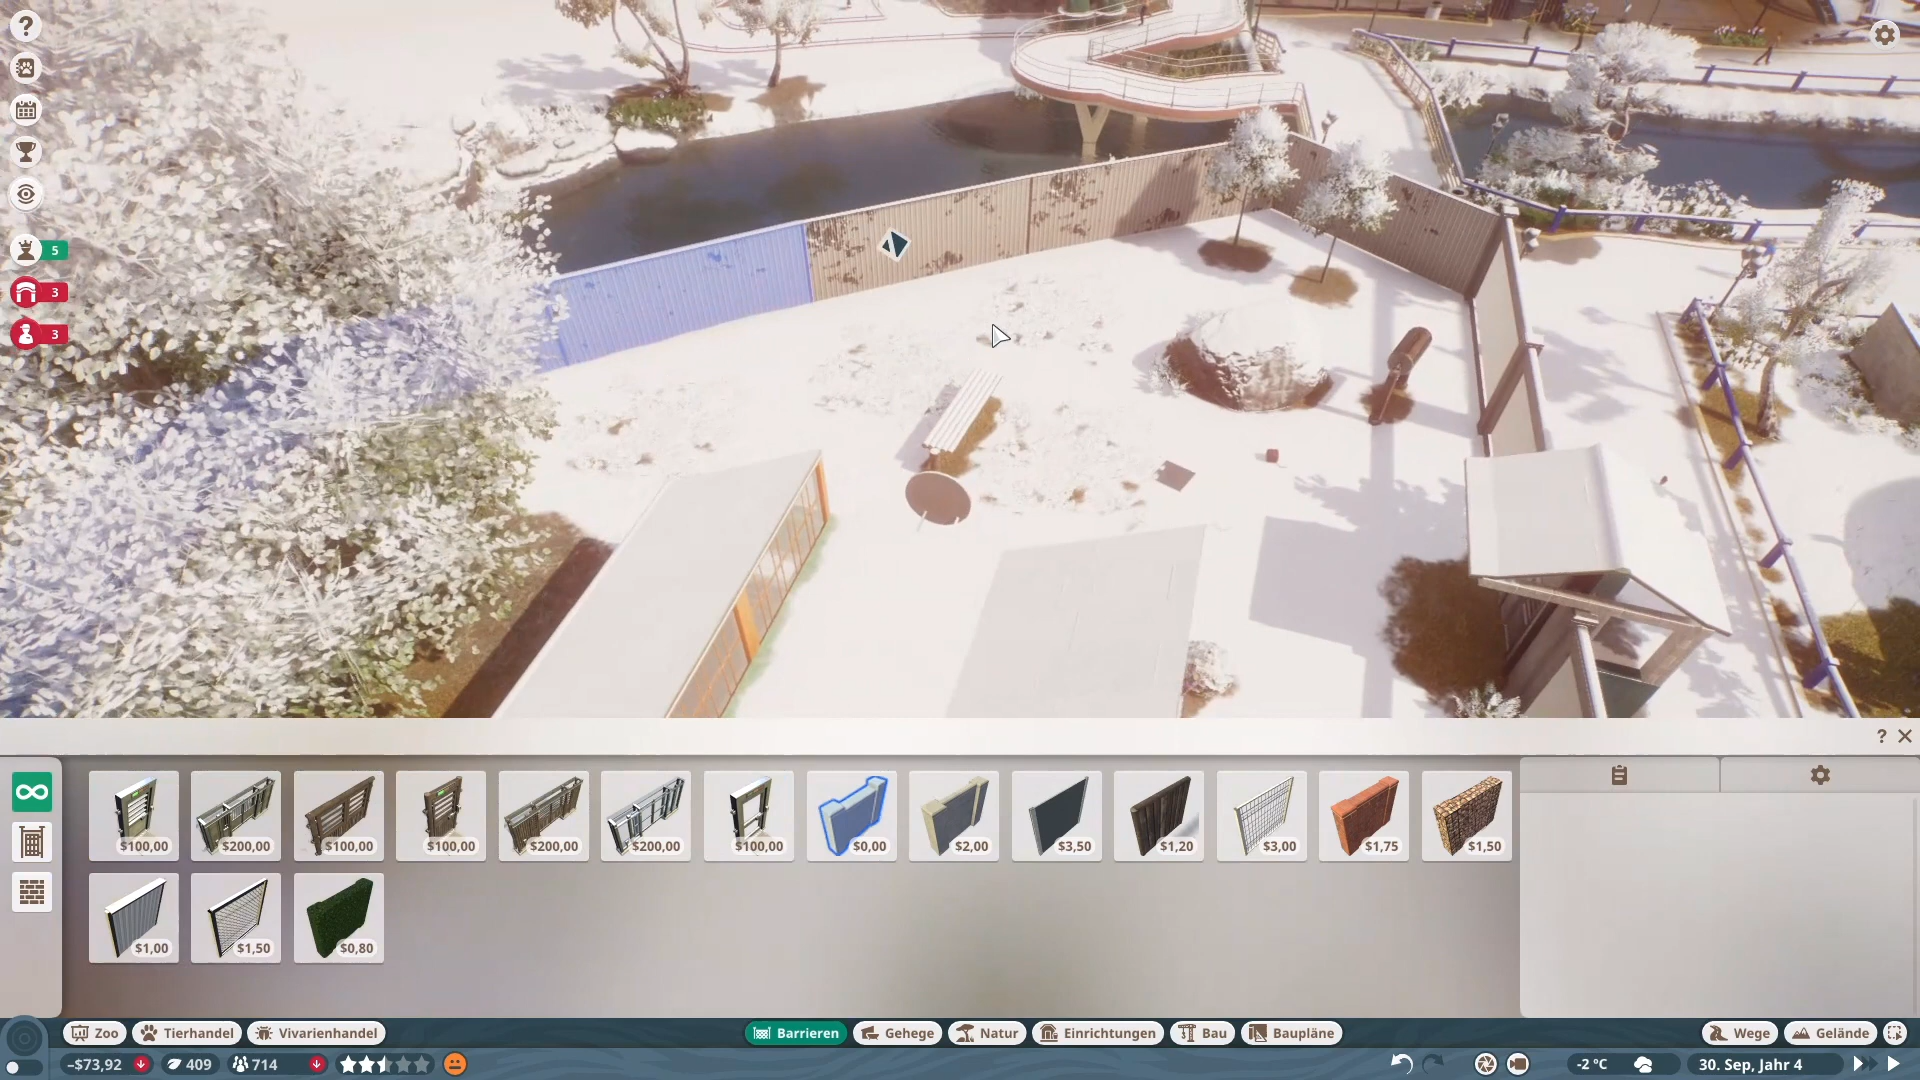 ?
5
3
3
? ×
$100,00 $200,00 $100,00 $100,00 $200,00 $200,00 $100,00 $0,00 $2,00 $3,50 $1,20 $3,00 $1,75 $1,50
$1,00 $1,50 $0,80
Zoo Tierhandel Vivarienhandel Barrieren Gehege Natur Einrichtungen Bau Baupläne Wege Gelände
–$73,92 409 714 -2 °C 30. Sep, Jahr 4